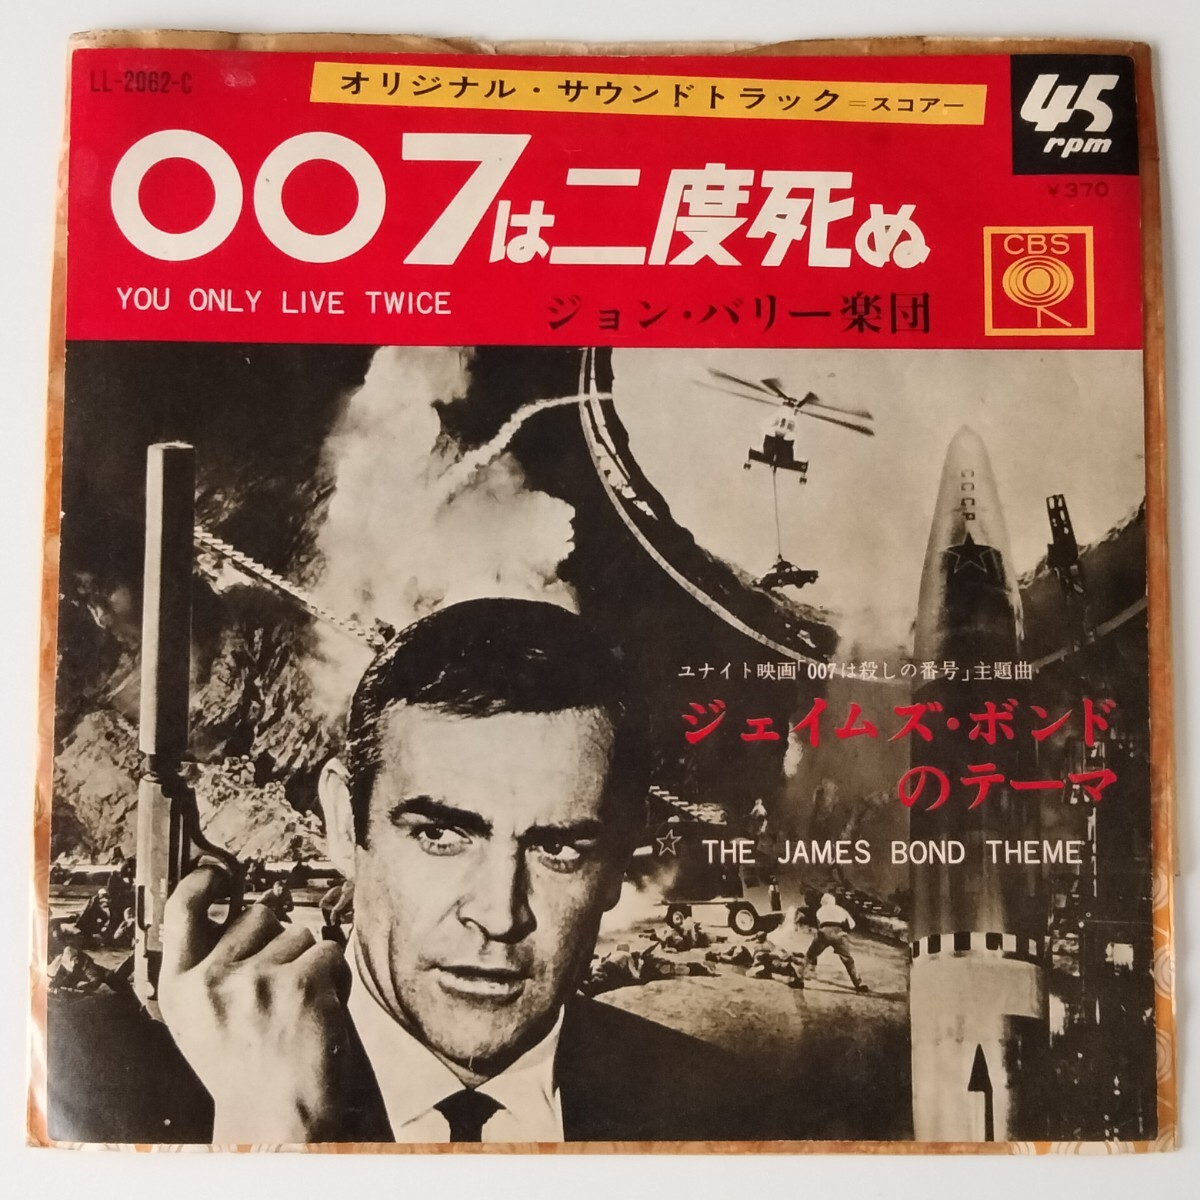 LL-2062-C
オリジナル・サウンドトラック＝スコアー
45
rpm
¥370
007は二度死ぬ
CBS
YOU ONLY LIVE TWICE
ジョン・バリー楽団
CCCP
ユナイト映画「007は殺しの番号」主題曲
ジェイムズ・ボンド
のテーマ
☆ THE JAMES BOND THEME